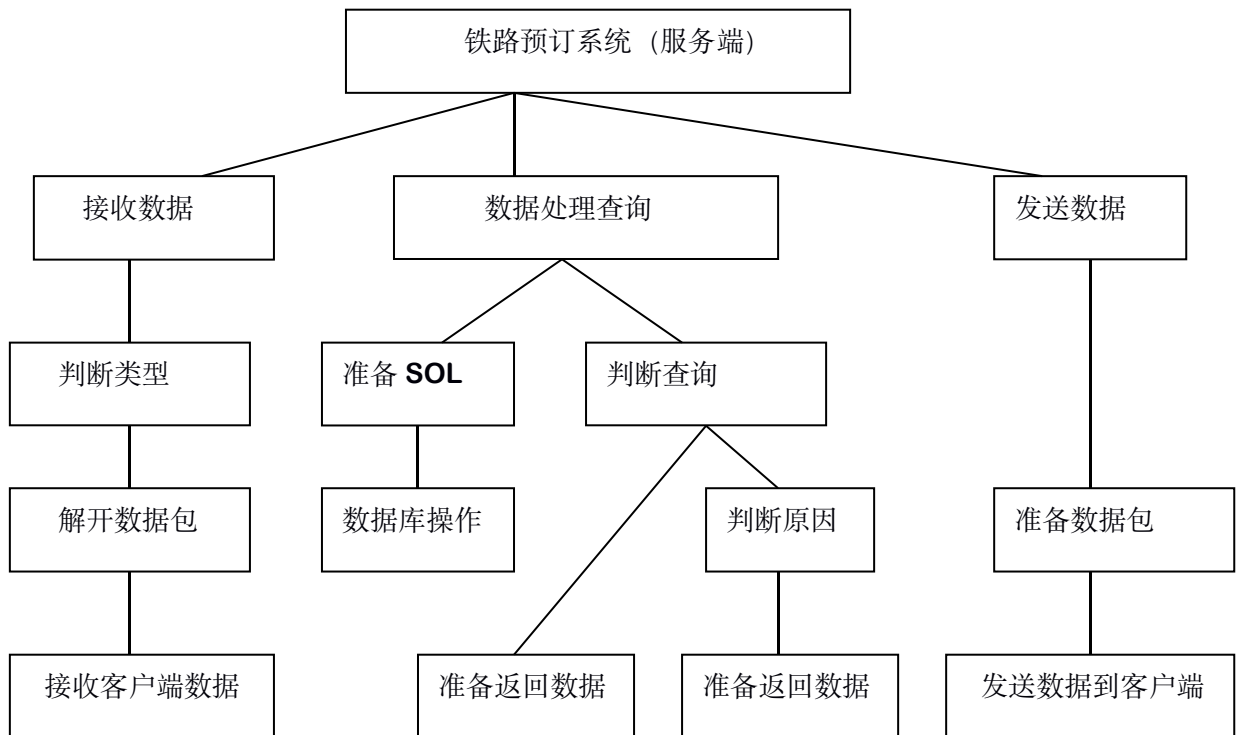 铁路预订系统（服务端）
接收数据
数据处理查询
发送数据
判断类型
准备 SOL
判断查询
解开数据包
数据库操作
判断原因
准备数据包
接收客户端数据
准备返回数据
准备返回数据
发送数据到客户端